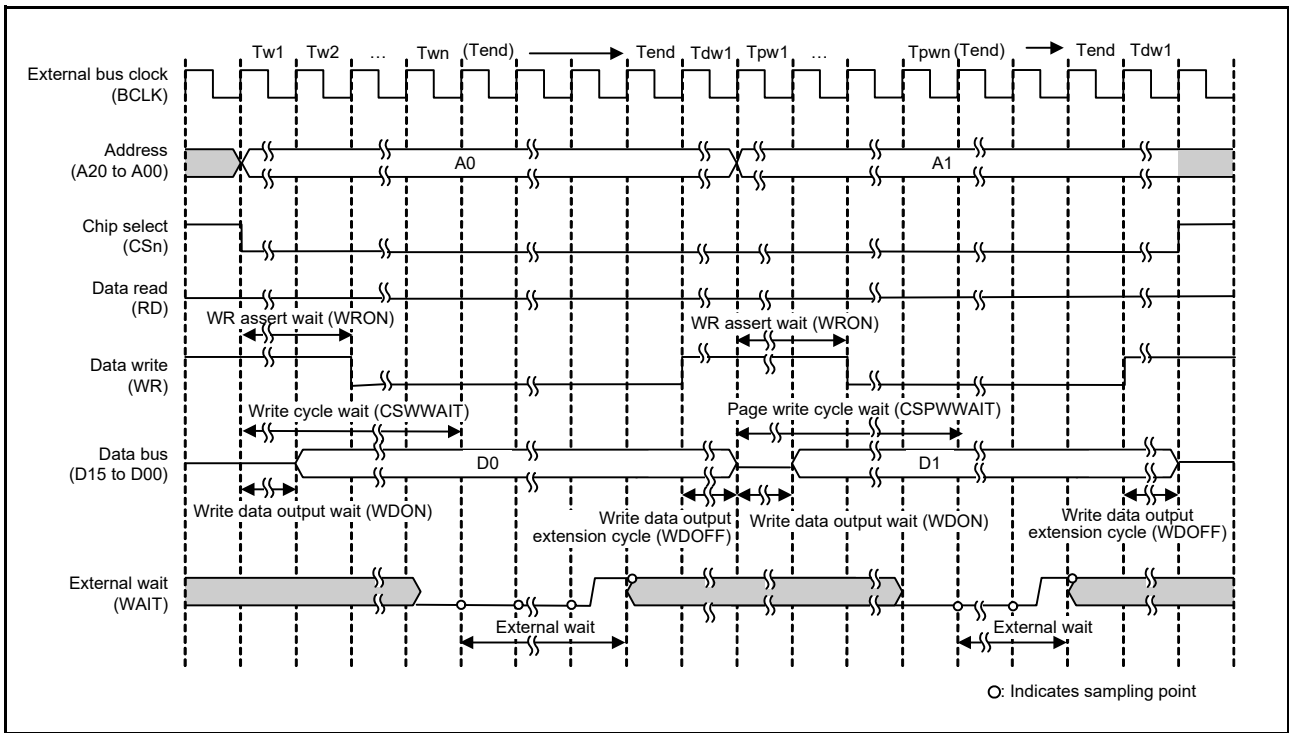 Tw1 Tw2 … Twn (Tend) Tend Tdw1 Tpw1 … Tpwn (Tend) Tend Tdw1
External bus clock
(BCLK)
Address
(A20 to A00)
A0 A1
Chip select
(CSn)
Data read
(RD)
WR assert wait (WRON) WR assert wait (WRON)
Data write
(WR)
Write cycle wait (CSWWAIT) Page write cycle wait (CSPWWAIT)
Data bus
(D15 to D00)
D0 D1
Write data output wait (WDON)
Write data output
extension cycle (WDOFF)
Write data output wait (WDON)
Write data output
extension cycle (WDOFF)
External wait
(WAIT)
External wait External wait
O: Indicates sampling point